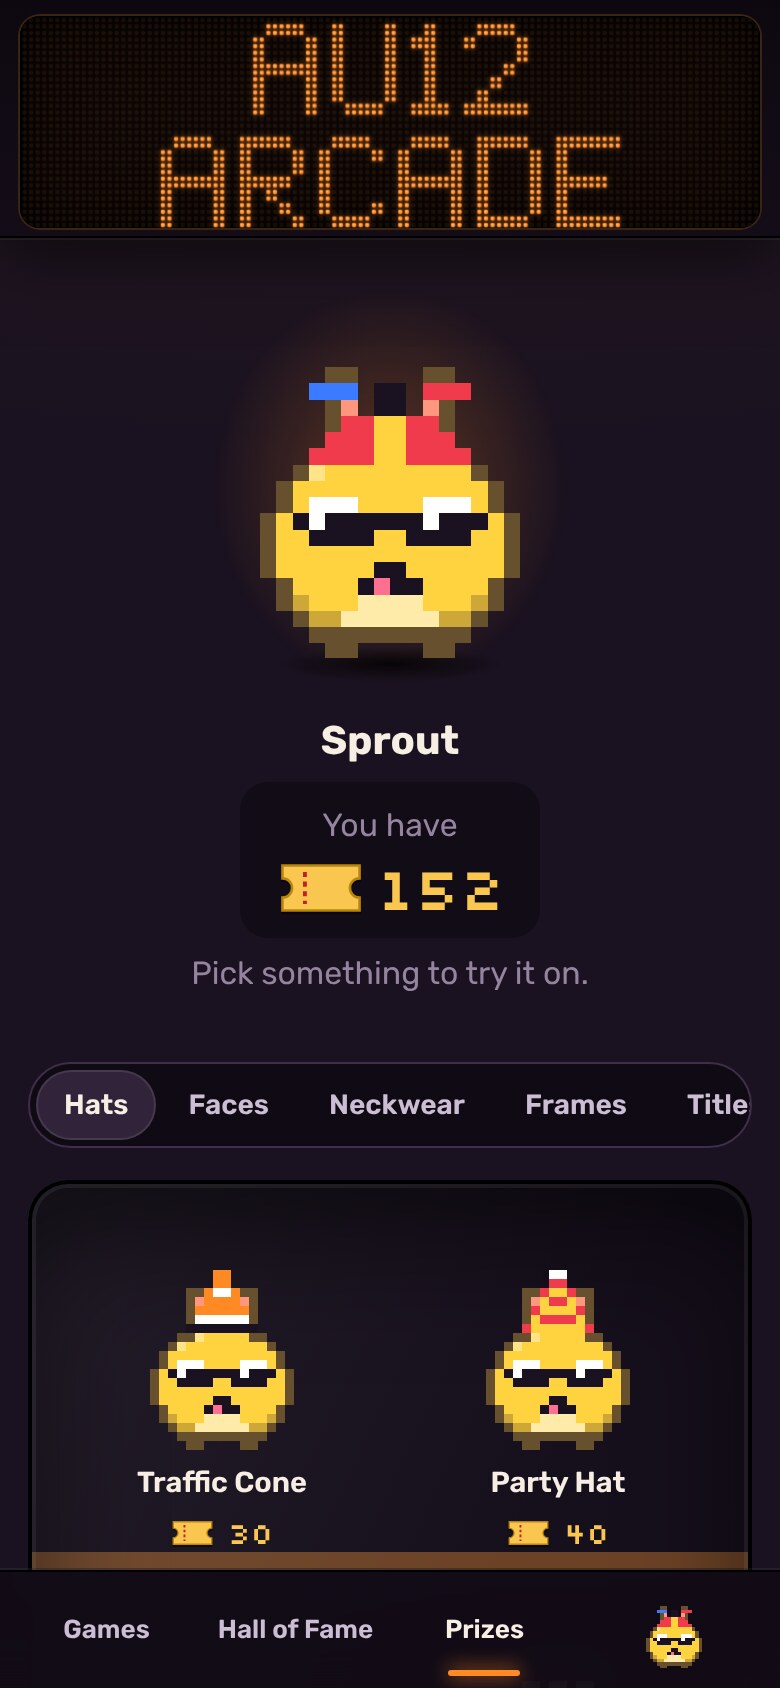 AU12
ARCADE
Sprout
You have
152
Pick something to try it on.
Hats Faces Neckwear Frames Title
Traffic Cone Party Hat
30 40
Games Hall of Fame Prizes